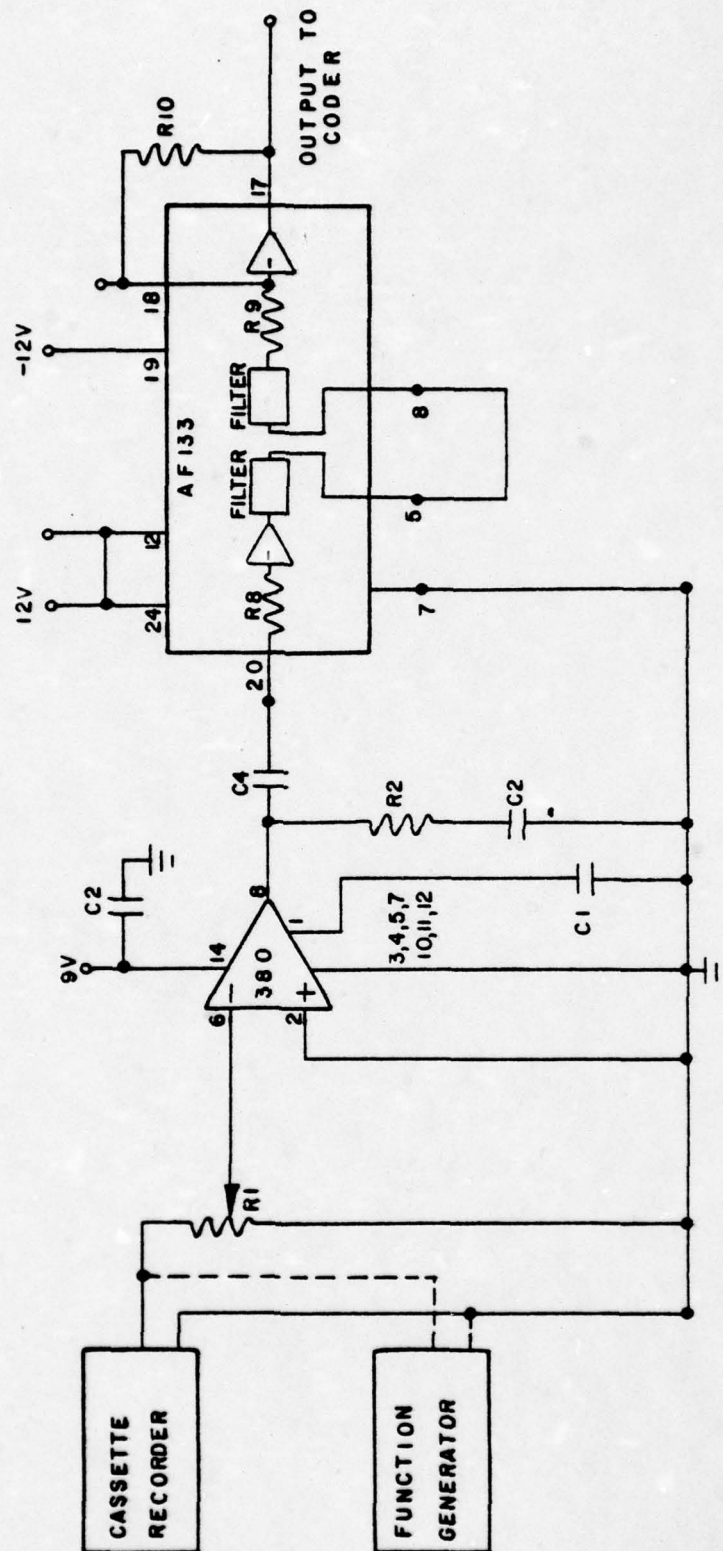 CASSETTE
RECORDER
FUNCTION
GENERATOR
R1
9V
C2
14
6
380
8
2
1
3,4,5,7
10,11,12
C1
R2
C2
C4
12V
-12V
24
12
19
18
AF133
20
R8
FILTER
FILTER
R9
17
R10
7
5
8
OUTPUT TO
CODER